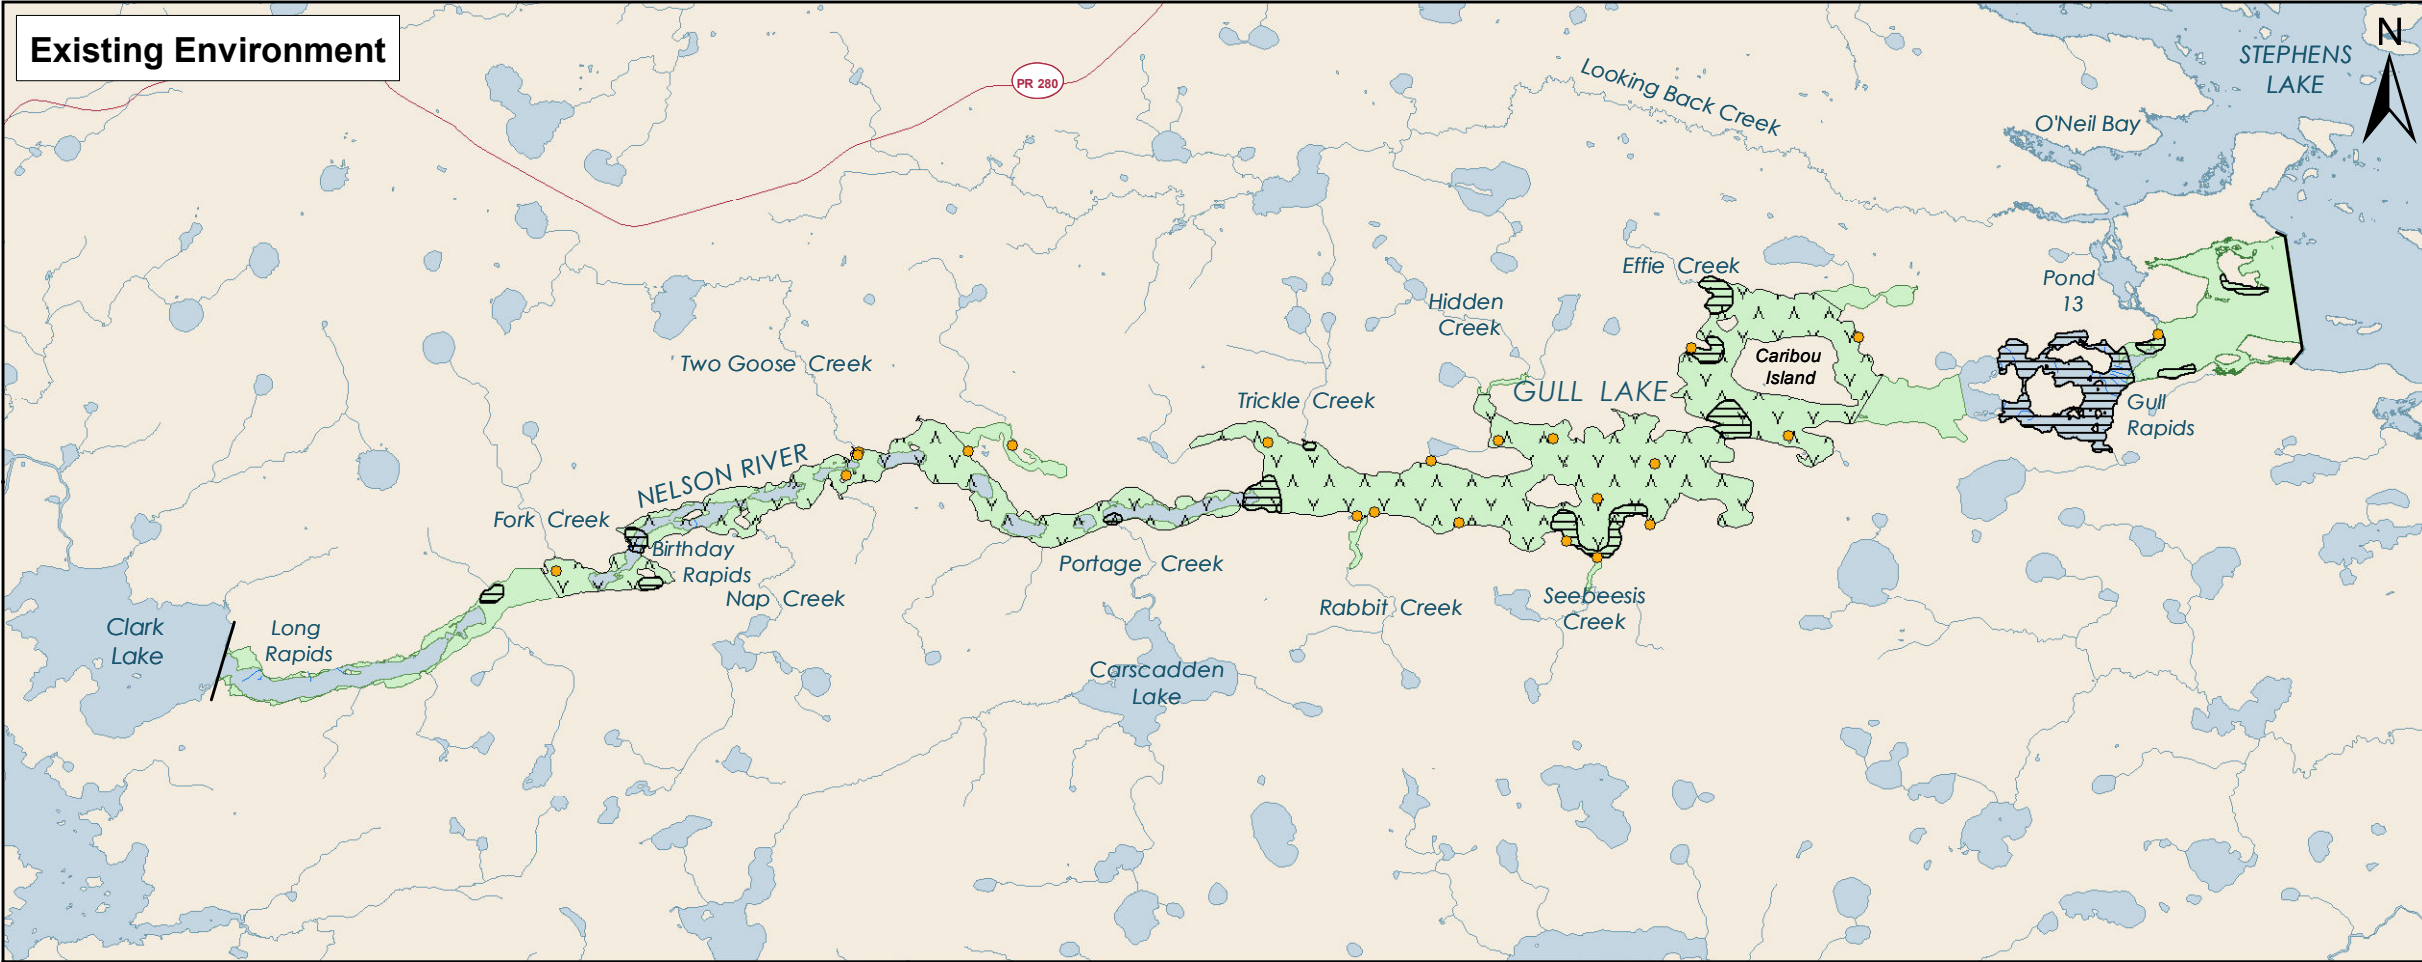 Existing Environment
N
STEPHENS
LAKE
PR 280
Looking Back Creek
O'Neil Bay
Effie Creek
Pond
13
Hidden
Creek
Two Goose Creek
Caribou
Island
GULL LAKE
Trickle Creek
Gull
Rapids
NELSON RIVER
Fork Creek
Birthday
Rapids
Portage Creek
Nap Creek
Rabbit Creek
Seebeesis
Creek
Clark
Lake
Long
Rapids
Carscadden
Lake